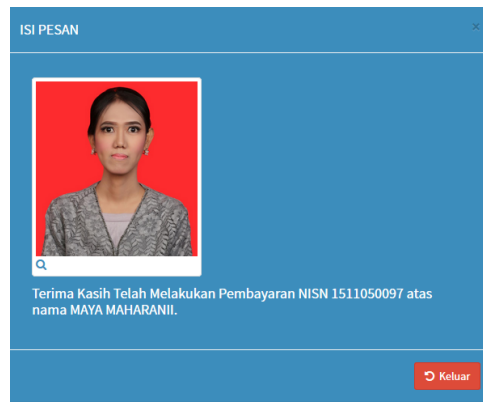 ISI PESAN
×
Terima Kasih Telah Melakukan Pembayaran NISN 1511050097 atas
nama MAYA MAHARANII.
Keluar